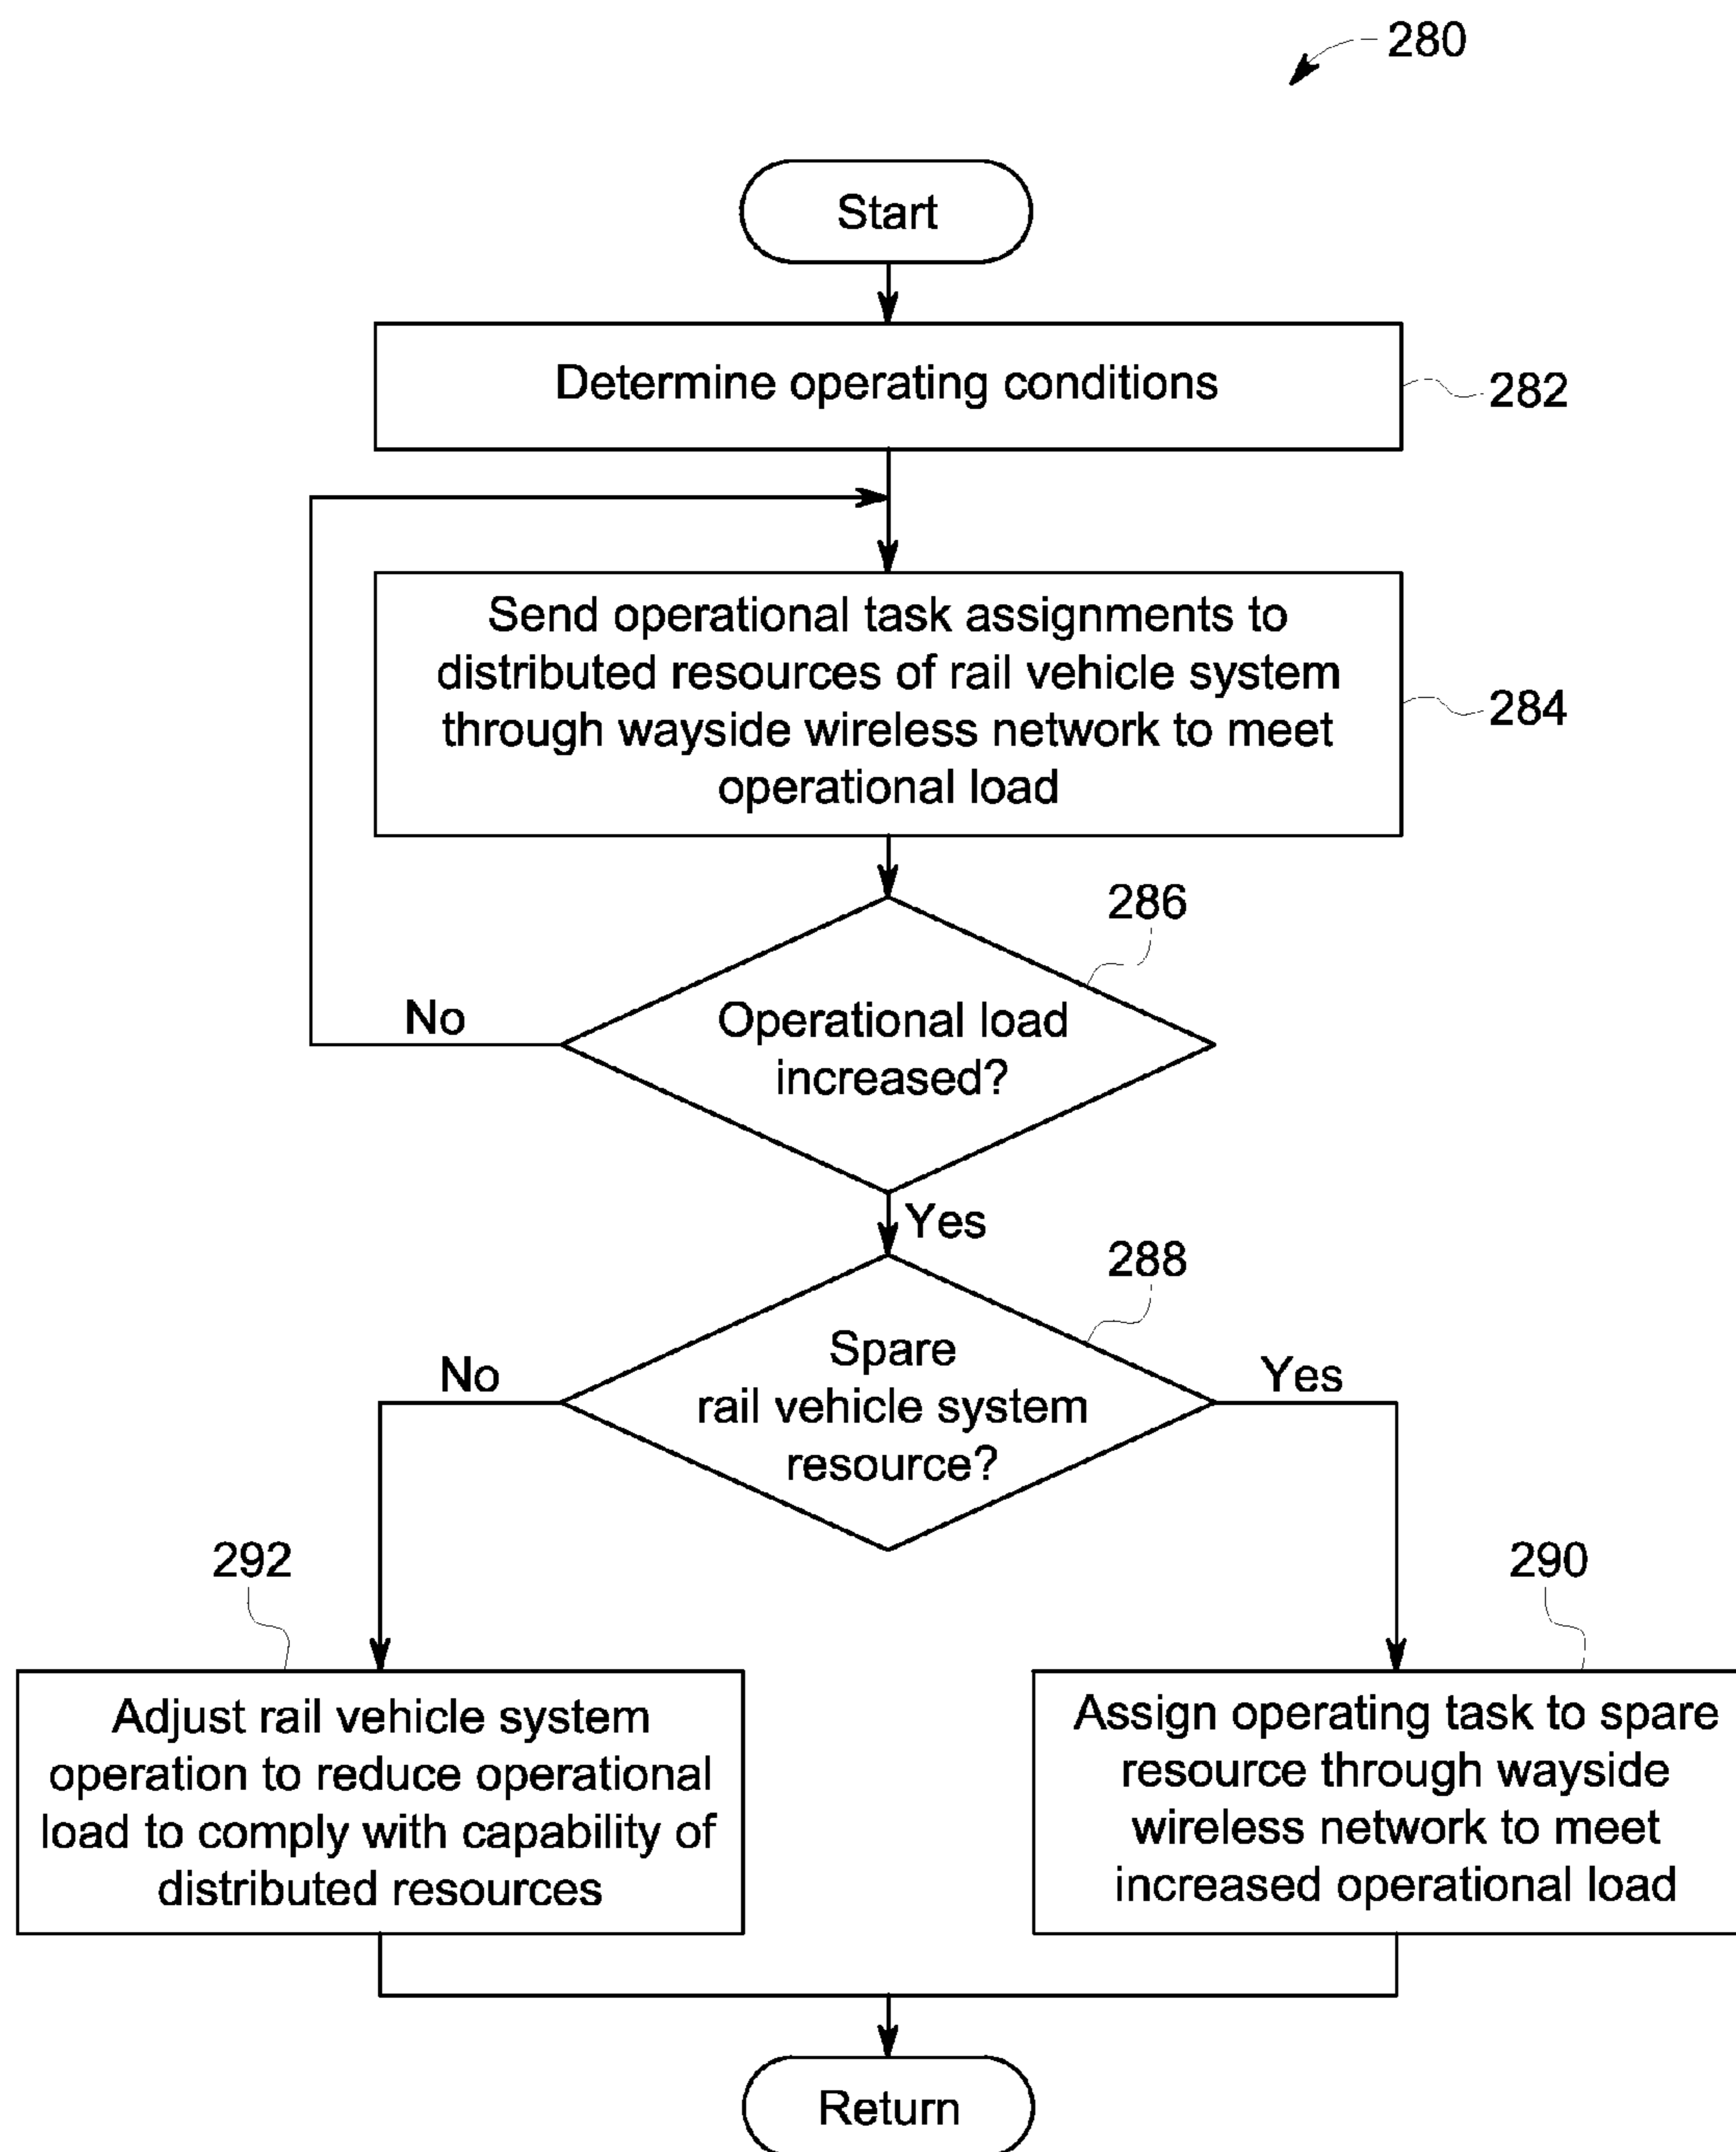 280
Start
Determine operating conditions
282
Send operational task assignments to
distributed resources of rail vehicle system
through wayside wireless network to meet
operational load
284
286
Operational load
increased?
No
Yes
288
Spare
rail vehicle system
resource?
No
Yes
292
290
Adjust rail vehicle system
operation to reduce operational
load to comply with capability of
distributed resources
Assign operating task to spare
resource through wayside
wireless network to meet
increased operational load
Return